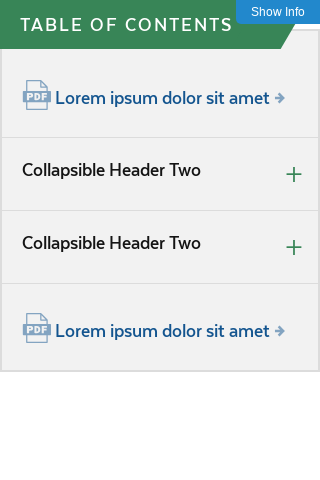 TABLE OF CONTENTS
Show Info
PDF Lorem ipsum dolor sit amet
Collapsible Header Two
Collapsible Header Two
PDF Lorem ipsum dolor sit amet